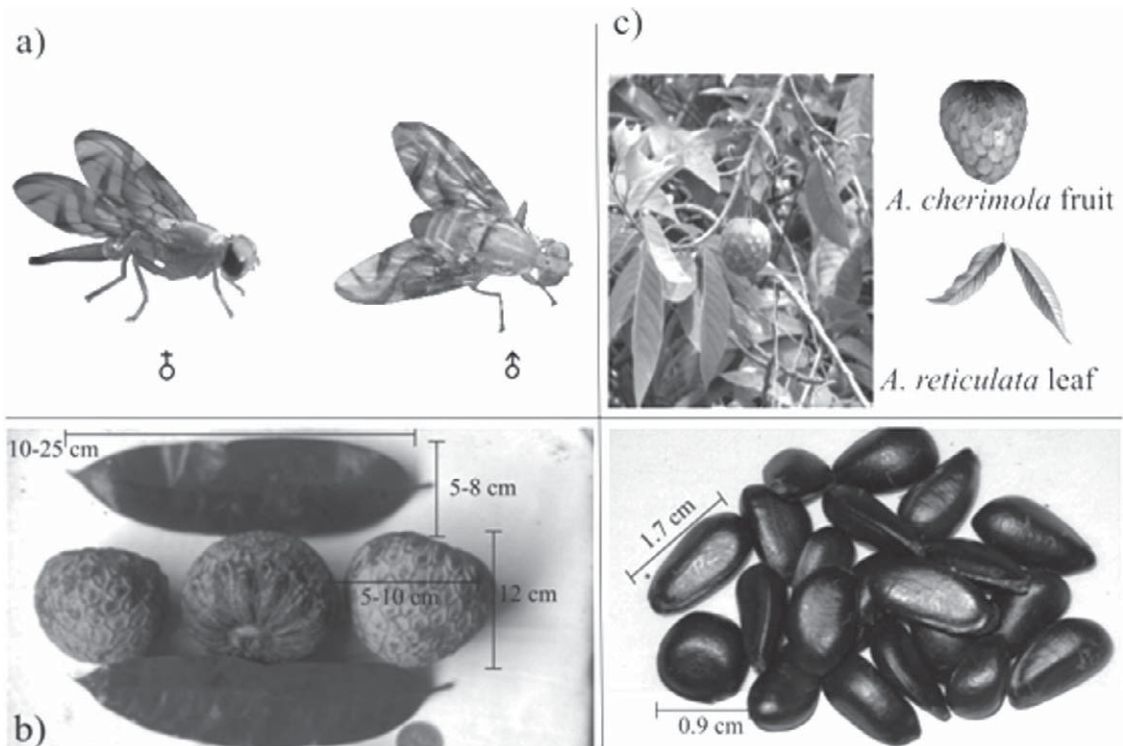 a)
♀
♂
c)
A. cherimola fruit
A. reticulata leaf
10-25 cm
5-8 cm
5-10 cm
12 cm
b)
1.7 cm
0.9 cm